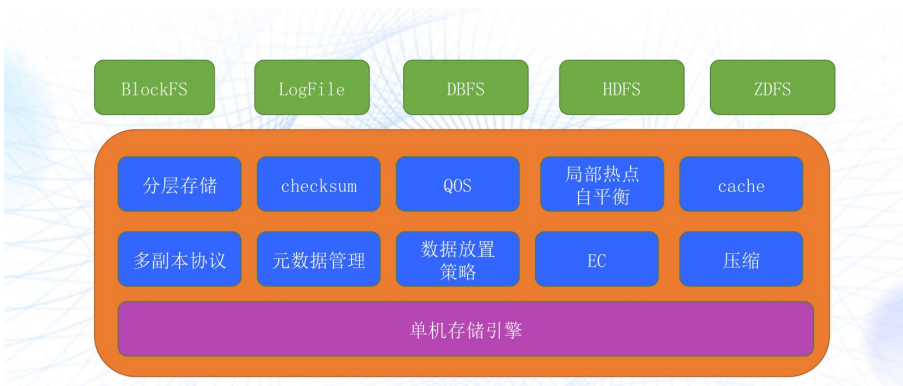 BlockFS
LogFile
DBFS
HDFS
ZDFS
分层存储
checksum
QOS
局部热点
自平衡
cache
多副本协议
元数据管理
数据放置
策略
EC
压缩
单机存储引擎